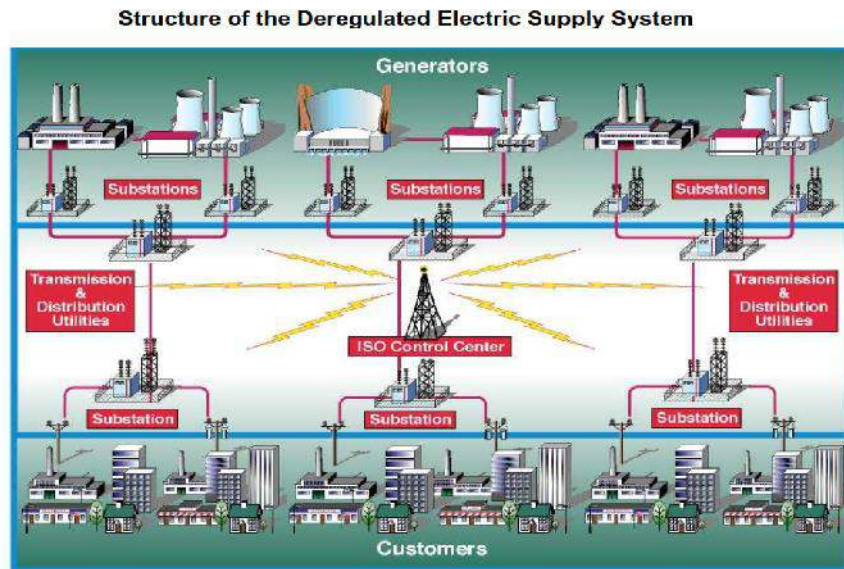 Structure of the Deregulated Electric Supply System
Generators
Substations
Substations
Substations
Transmission
&
Distribution
Utilities
Transmission
&
Distribution
Utilities
ISO Control Center
Substation
Substation
Substation
Customers